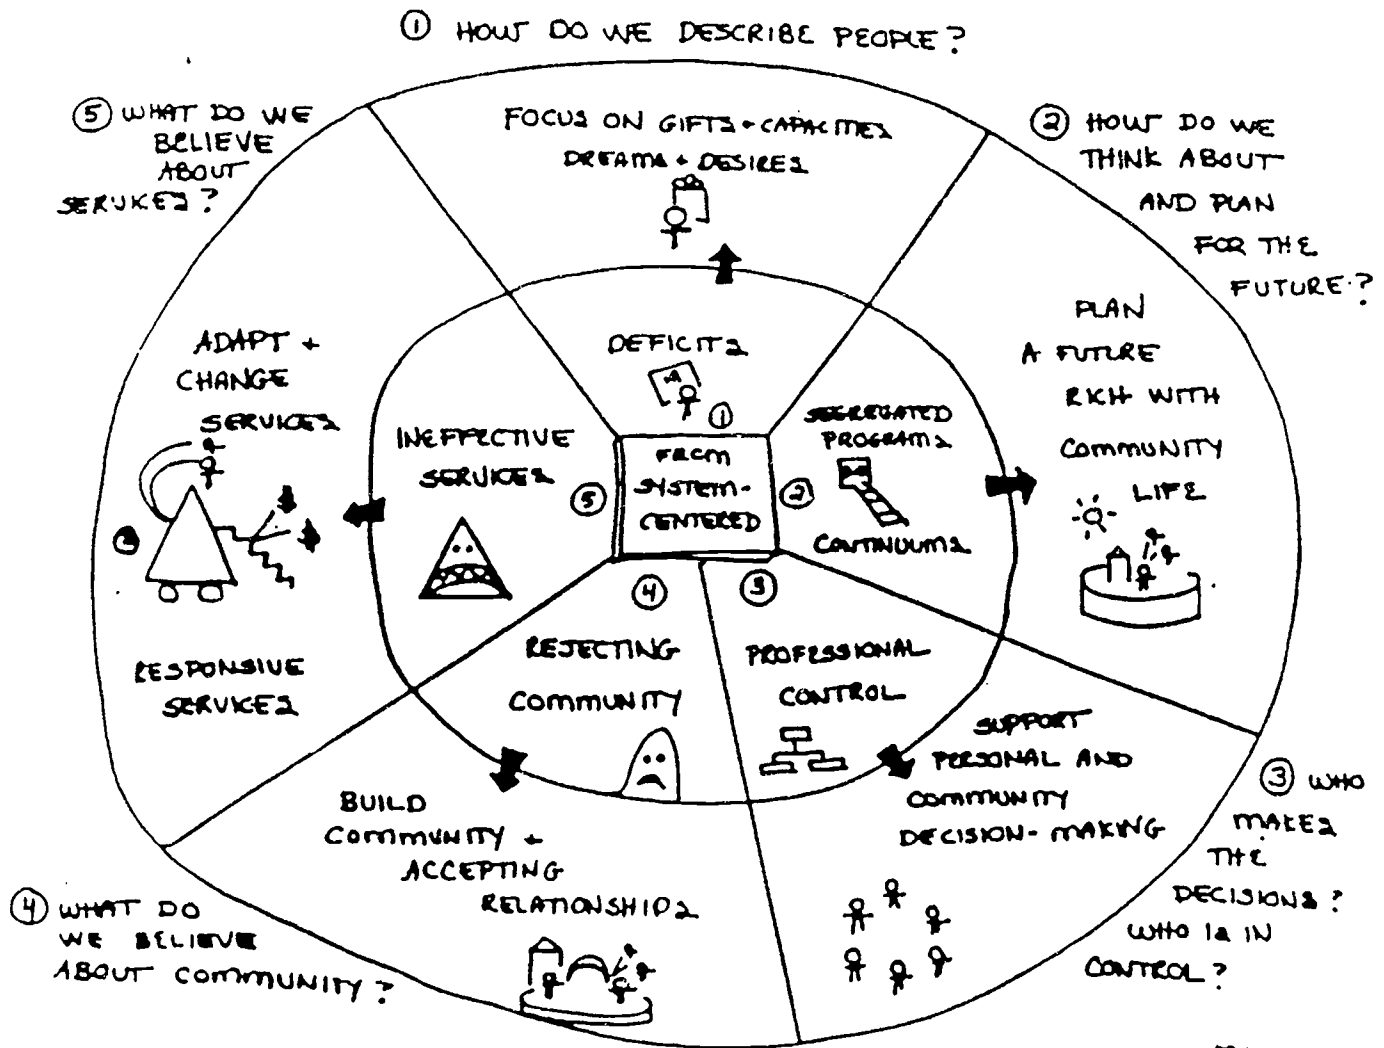 ① HOW DO WE DESCRIBE PEOPLE?
FOCUS ON GIFTS + CAPACITIES
DREAMS + DESIRES
DEFICITS
①
② HOW DO WE
THINK ABOUT
AND PLAN
FOR THE
FUTURE?
PLAN
A FUTURE
RICH WITH
COMMUNITY
LIFE
SEGREGATED
PROGRAMS
②
CONTINUUMS
FROM
SYSTEM-
CENTERED
③ WHO
MAKES
THE
DECISIONS?
WHO IS IN
CONTROL?
③
PROFESSIONAL
CONTROL
SUPPORT
PERSONAL AND
COMMUNITY
DECISION-MAKING
④
REJECTING
COMMUNITY
BUILD
COMMUNITY +
ACCEPTING
RELATIONSHIPS
④ WHAT DO
WE BELIEVE
ABOUT COMMUNITY?
⑤ WHAT DO WE
BELIEVE
ABOUT
SERVICES?
ADAPT +
CHANGE
SERVICES
RESPONSIVE
SERVICES
INEFFECTIVE
SERVICES
⑤